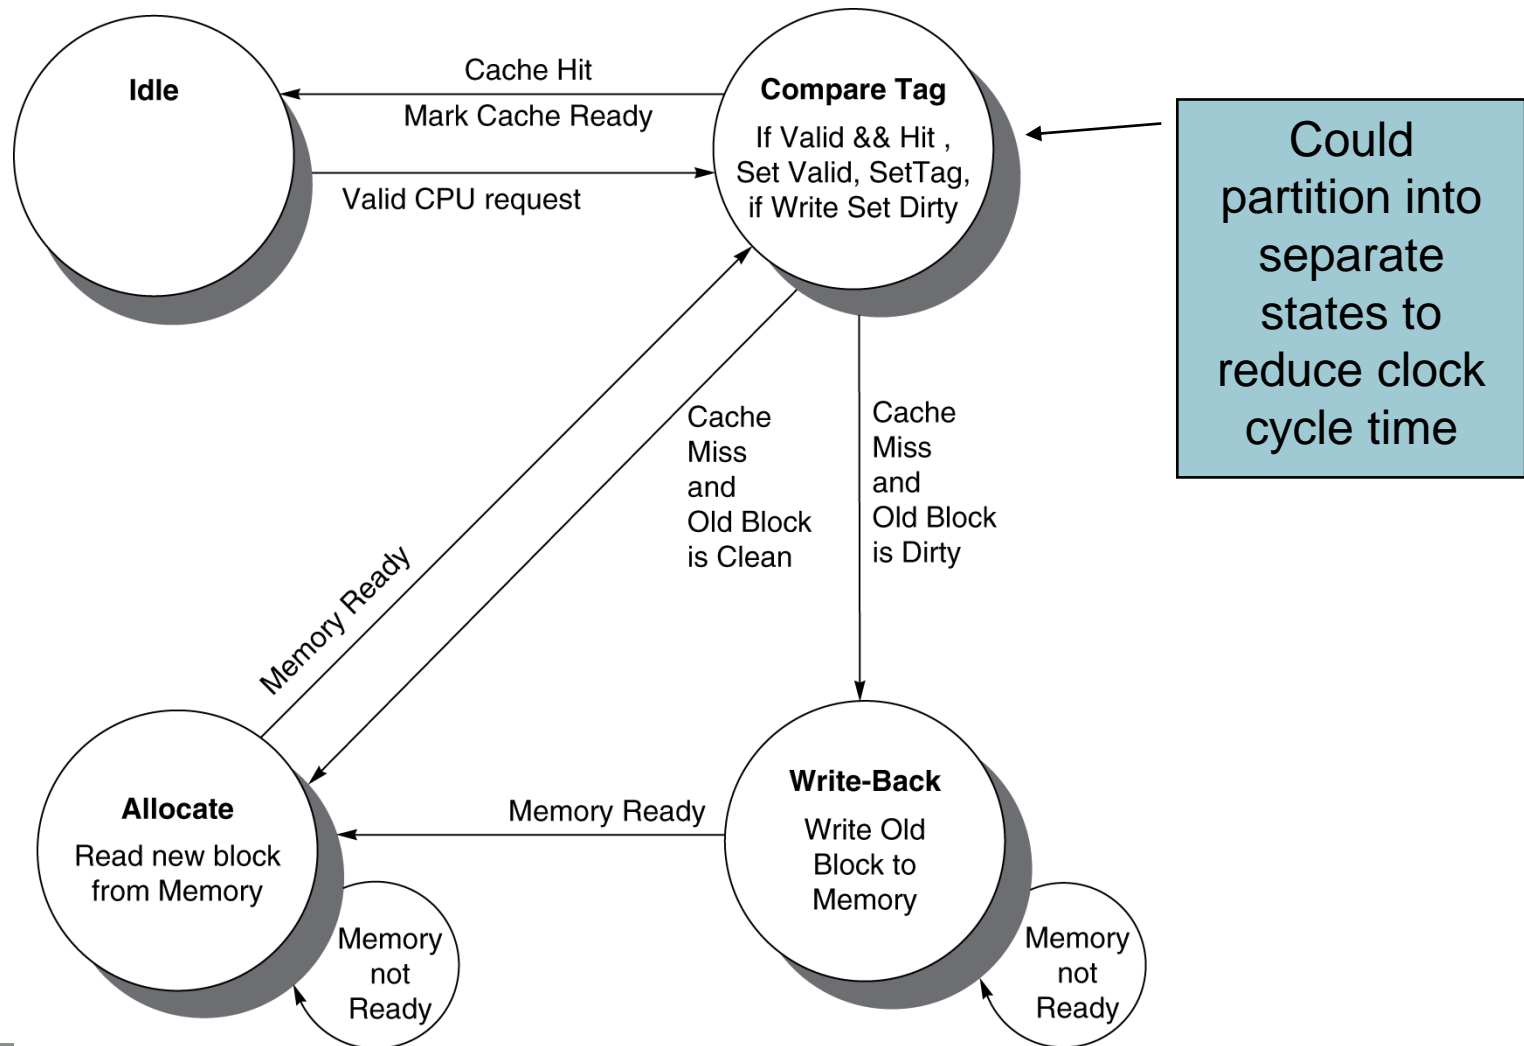 Idle
Cache Hit
Mark Cache Ready
Valid CPU request
Compare Tag
If Valid && Hit ,
Set Valid, SetTag,
if Write Set Dirty
Could
partition into
separate
states to
reduce clock
cycle time
Cache
Miss
and
Old Block
is Clean
Cache
Miss
and
Old Block
is Dirty
Memory Ready
Allocate
Read new block
from Memory
Memory
not
Ready
Memory Ready
Write-Back
Write Old
Block to
Memory
Memory
not
Ready